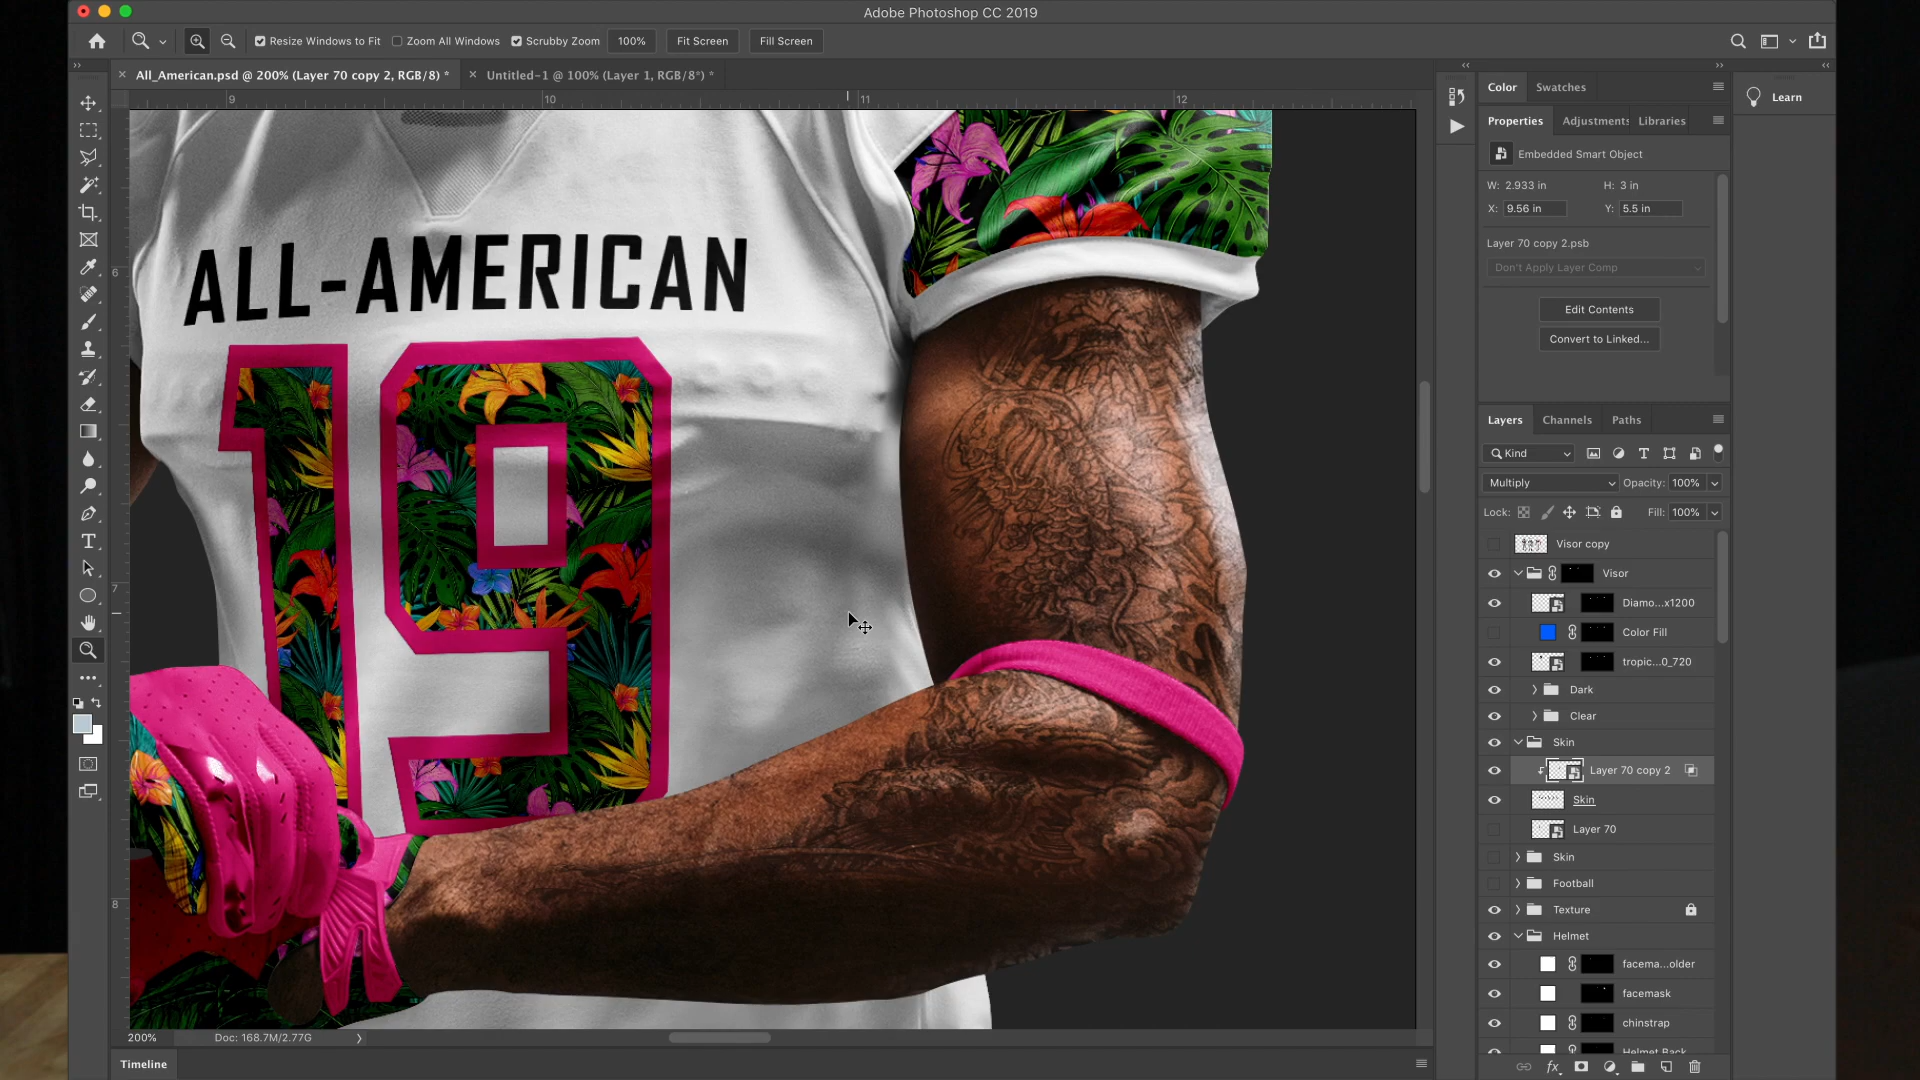 Adobe Photoshop CC 2019
Resize Windows to Fit Zoom All Windows Scrubby Zoom 100% Fit Screen Fill Screen
All_American.psd @ 200% (Layer 70 copy 2, RGB/8) * Untitled-1 @ 100% (Layer 1, RGB/8*) *
9 10 11 12
6
7
8
ALL-AMERICAN
19
Color Swatches
Learn
Properties Adjustments Libraries
Embedded Smart Object
W: 2.933 in H: 3 in
X: 9.56 in Y: 5.5 in
Layer 70 copy 2.psb
Don't Apply Layer Comp
Edit Contents
Convert to Linked...
Layers Channels Paths
Kind
Multiply Opacity: 100%
Lock: Fill: 100%
Visor copy
Visor
Diamo...x1200
Color Fill
tropic...0_720
Dark
Clear
Skin
Layer 70 copy 2
Skin
Layer 70
Skin
Football
Texture
Helmet
facema...older
facemask
chinstrap
Helmet Back
200% Doc: 168.7M/2.77G
Timeline